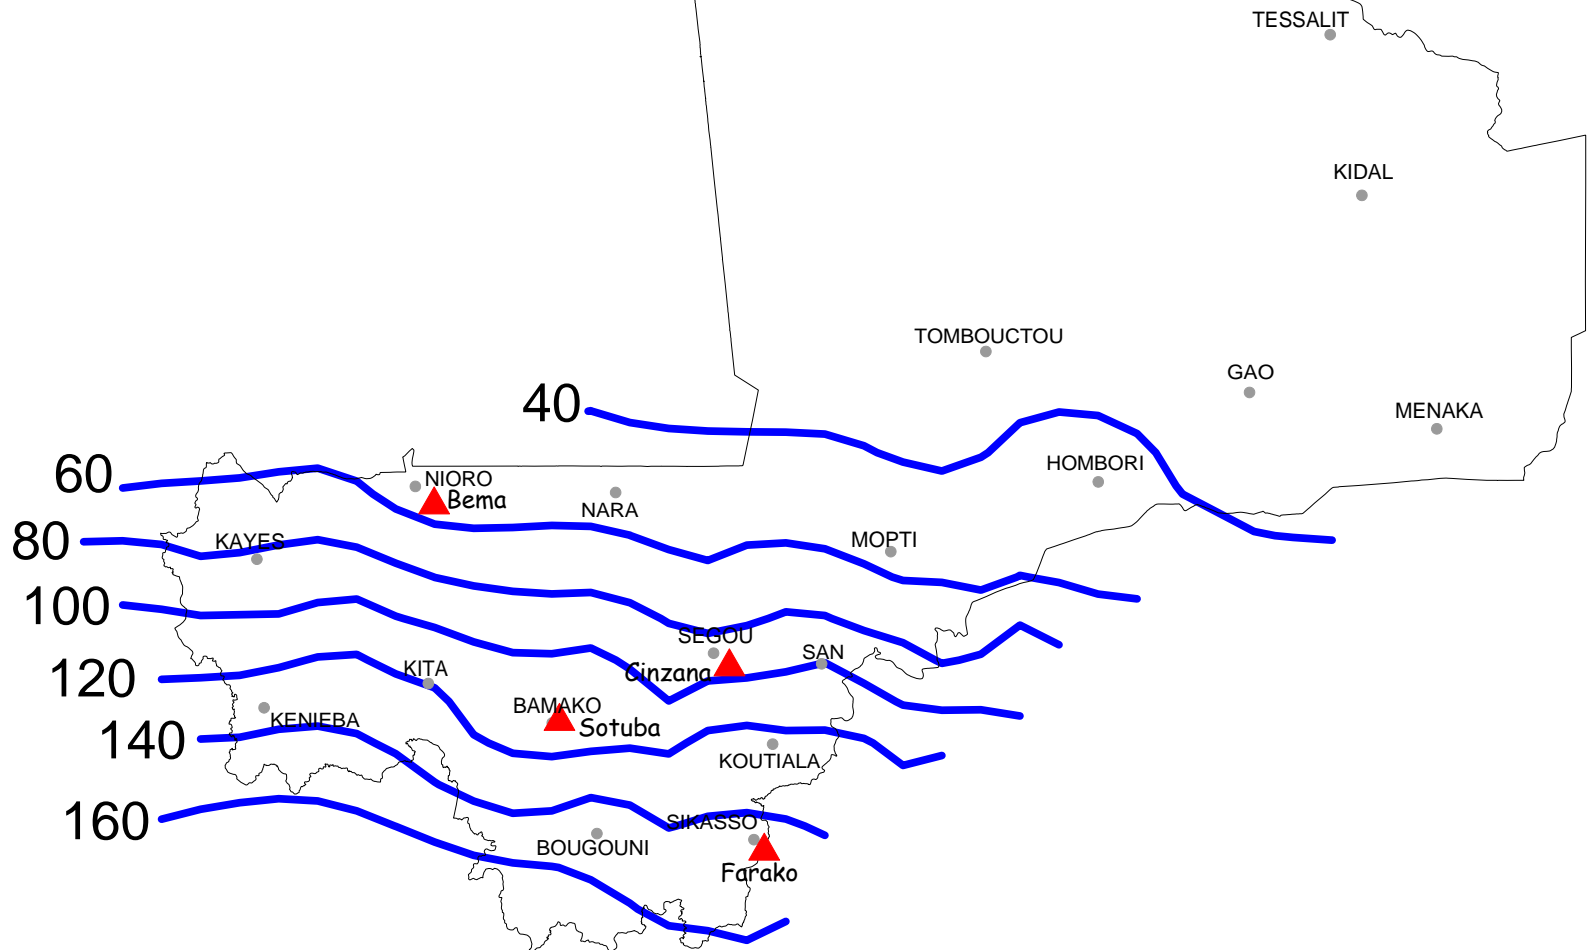 TESSALIT
KIDAL
TOMBOUCTOU
GAO
40
MENAKA
60
HOMBORI
NIORO
Bema
NARA
80
KAYES
MOPTI
100
SEGOU
120
KITA
Cinzana
SAN
BAMAKO
KENIEBA
Sotuba
140
KOUTIALA
160
SIKASSO
BOUGOUNI
Farako